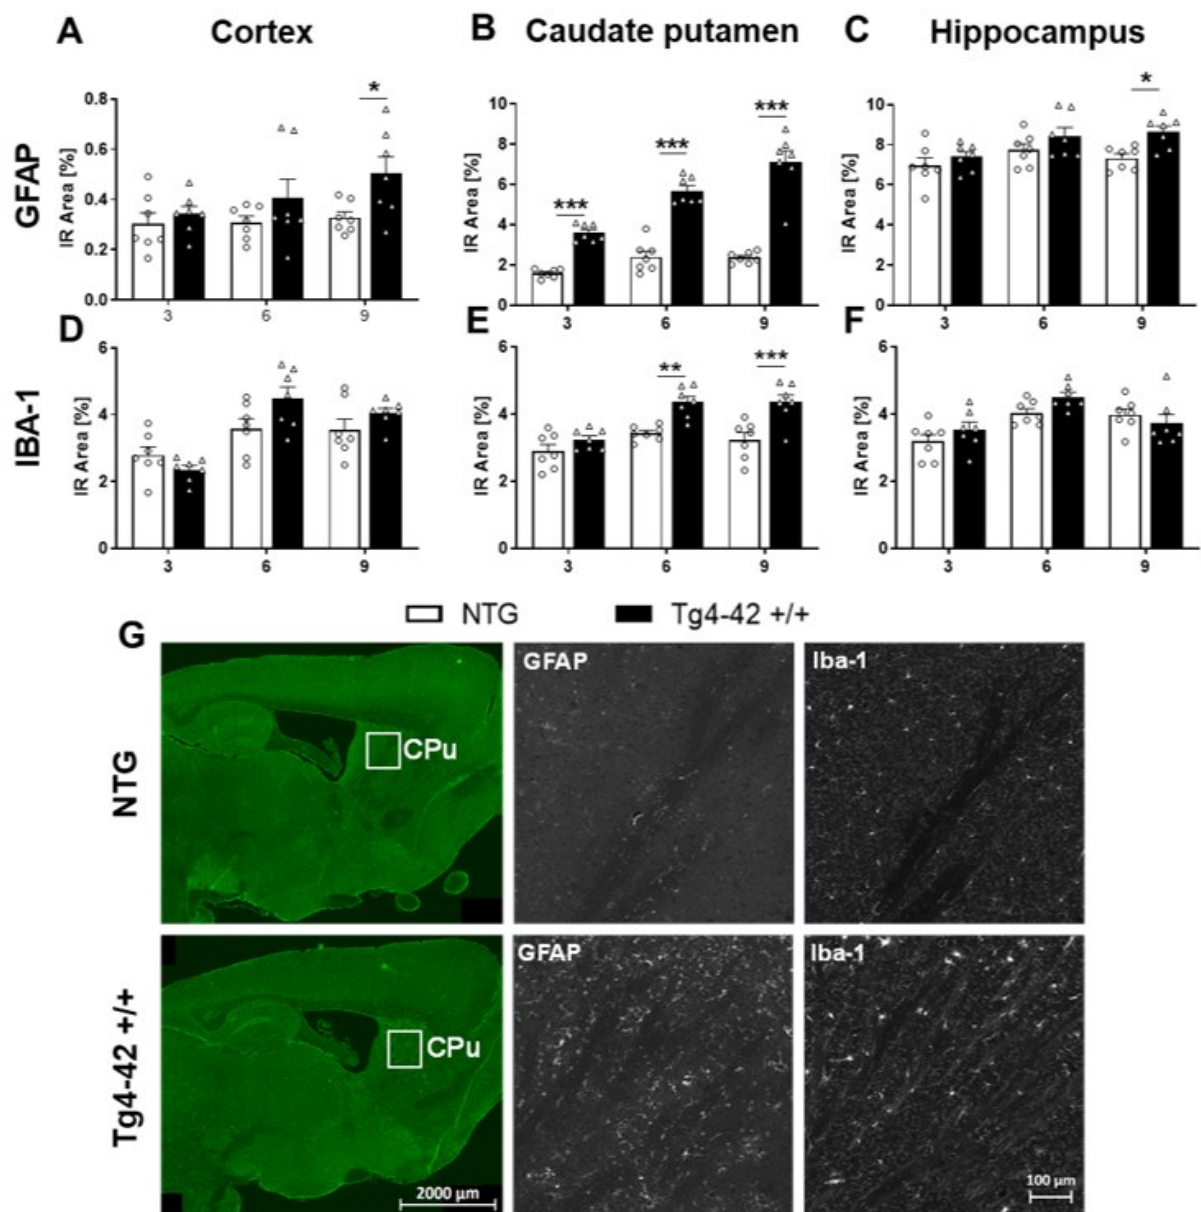 A Cortex
B Caudate putamen
C Hippocampus
GFAP
IR Area [%]
0.8
0.6
0.4
0.2
0.0
*
3 6 9
IR Area [%]
10
8
6
4
2
0
*** *** ***
3 6 9
IR Area [%]
10
8
6
4
2
0
*
3 6 9
D
E
F
IBA-1
IR Area [%]
6
4
2
0
3 6 9
IR Area [%]
6
4
2
0
** ***
3 6 9
IR Area [%]
6
4
2
0
3 6 9
NTG Tg4-42 +/+
G
NTG
CPu
GFAP
Iba-1
Tg4-42 +/+
CPu
2000 µm
GFAP
Iba-1
100 µm